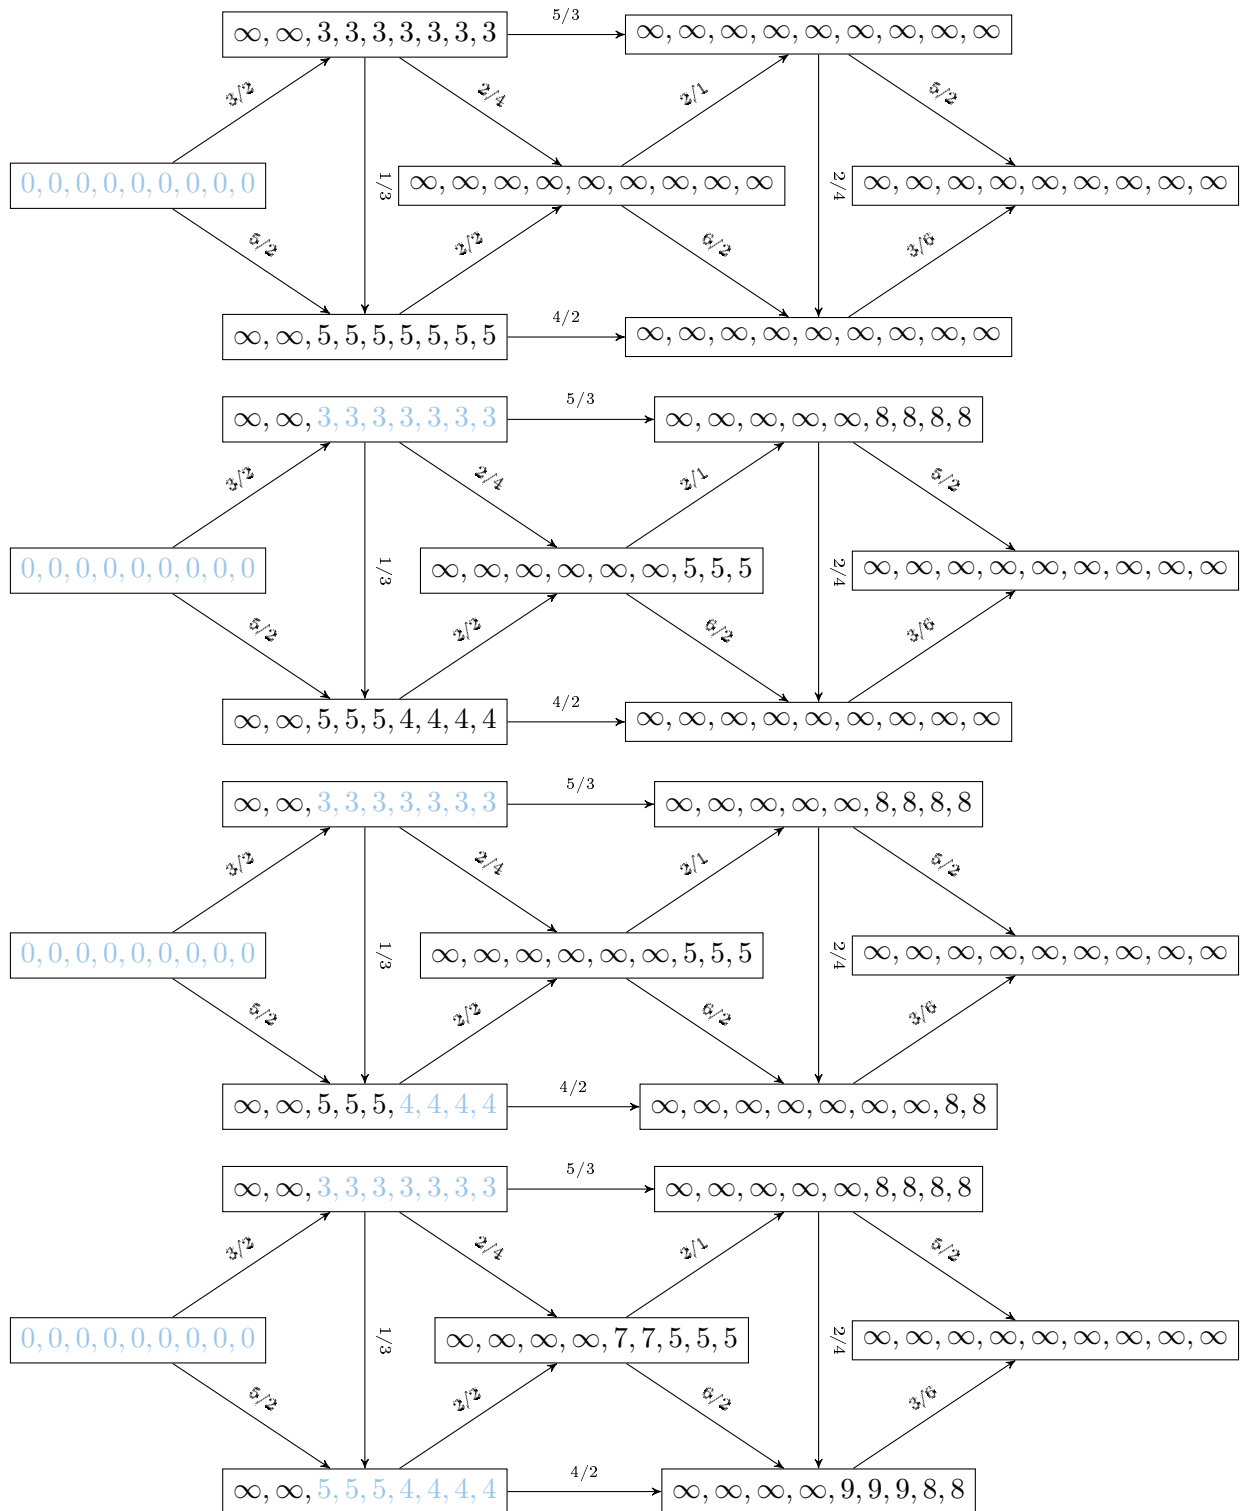 ∞, ∞, 3, 3, 3, 3, 3, 3, 3 5/3 ∞, ∞, ∞, ∞, ∞, ∞, ∞, ∞, ∞
3/2 2/4 2/1 5/2
0, 0, 0, 0, 0, 0, 0, 0, 0 1/3 ∞, ∞, ∞, ∞, ∞, ∞, ∞, ∞, ∞ 2/4 ∞, ∞, ∞, ∞, ∞, ∞, ∞, ∞, ∞
5/2 2/2 6/2 3/6
∞, ∞, 5, 5, 5, 5, 5, 5, 5 4/2 ∞, ∞, ∞, ∞, ∞, ∞, ∞, ∞, ∞
∞, ∞, 3, 3, 3, 3, 3, 3, 3 5/3 ∞, ∞, ∞, ∞, ∞, 8, 8, 8, 8
3/2 2/4 2/1 5/2
0, 0, 0, 0, 0, 0, 0, 0, 0 1/3 ∞, ∞, ∞, ∞, ∞, ∞, 5, 5, 5 2/4 ∞, ∞, ∞, ∞, ∞, ∞, ∞, ∞, ∞
5/2 2/2 6/2 3/6
∞, ∞, 5, 5, 5, 4, 4, 4, 4 4/2 ∞, ∞, ∞, ∞, ∞, ∞, ∞, ∞, ∞
∞, ∞, 3, 3, 3, 3, 3, 3, 3 5/3 ∞, ∞, ∞, ∞, ∞, 8, 8, 8, 8
3/2 2/4 2/1 5/2
0, 0, 0, 0, 0, 0, 0, 0, 0 1/3 ∞, ∞, ∞, ∞, ∞, ∞, 5, 5, 5 2/4 ∞, ∞, ∞, ∞, ∞, ∞, ∞, ∞, ∞
5/2 2/2 6/2 3/6
∞, ∞, 5, 5, 5, 4, 4, 4, 4 4/2 ∞, ∞, ∞, ∞, ∞, ∞, ∞, 8, 8
∞, ∞, 3, 3, 3, 3, 3, 3, 3 5/3 ∞, ∞, ∞, ∞, ∞, 8, 8, 8, 8
3/2 2/4 2/1 5/2
0, 0, 0, 0, 0, 0, 0, 0, 0 1/3 ∞, ∞, ∞, ∞, 7, 7, 5, 5, 5 2/4 ∞, ∞, ∞, ∞, ∞, ∞, ∞, ∞, ∞
5/2 2/2 6/2 3/6
∞, ∞, 5, 5, 5, 4, 4, 4, 4 4/2 ∞, ∞, ∞, ∞, 9, 9, 9, 8, 8